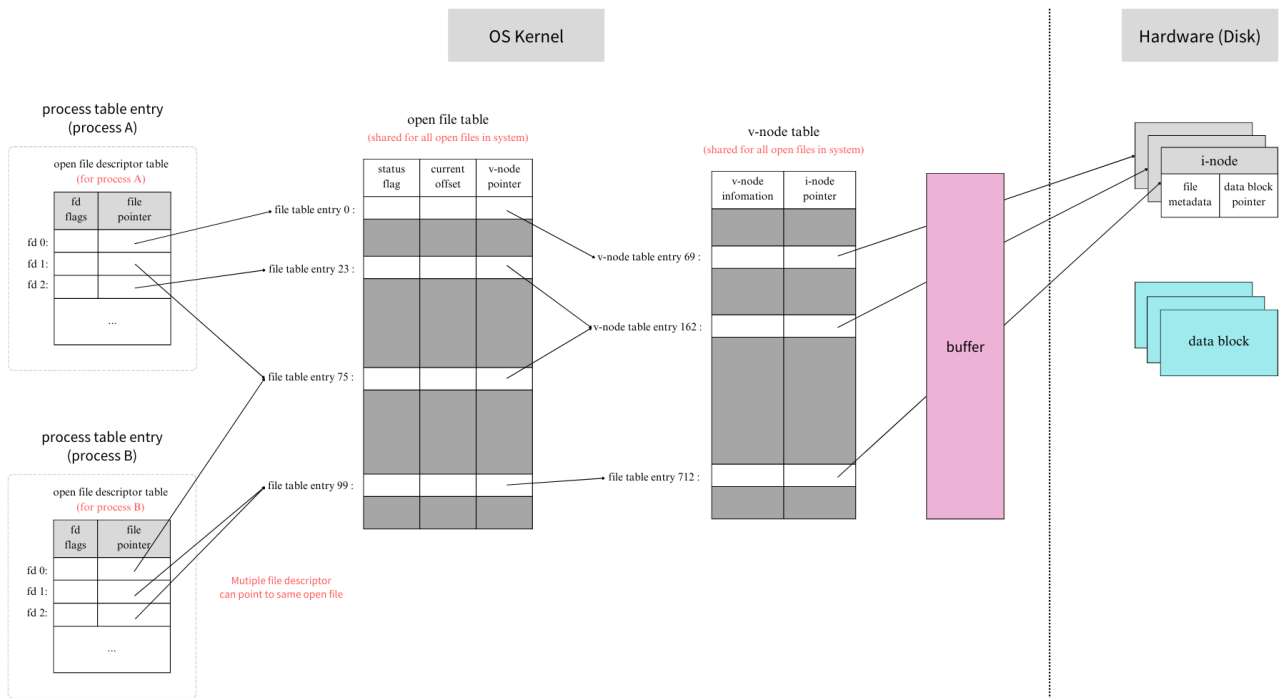 OS Kernel
Hardware (Disk)
process table entry
(process A)
open file descriptor table
(for process A)
fd
flags
file
pointer
fd 0:
fd 1:
fd 2:
...
process table entry
(process B)
open file descriptor table
(for process B)
fd
flags
file
pointer
fd 0:
fd 1:
fd 2:
...
Mutiple file descriptor
can point to same open file
open file table
(shared for all open files in system)
status
flag
current
offset
v-node
pointer
file table entry 0 :
file table entry 23 :
file table entry 75 :
file table entry 99 :
v-node table
(shared for all open files in system)
v-node
infomation
i-node
pointer
v-node table entry 69 :
v-node table entry 162 :
file table entry 712 :
buffer
i-node
file
metadata
data block
pointer
data block